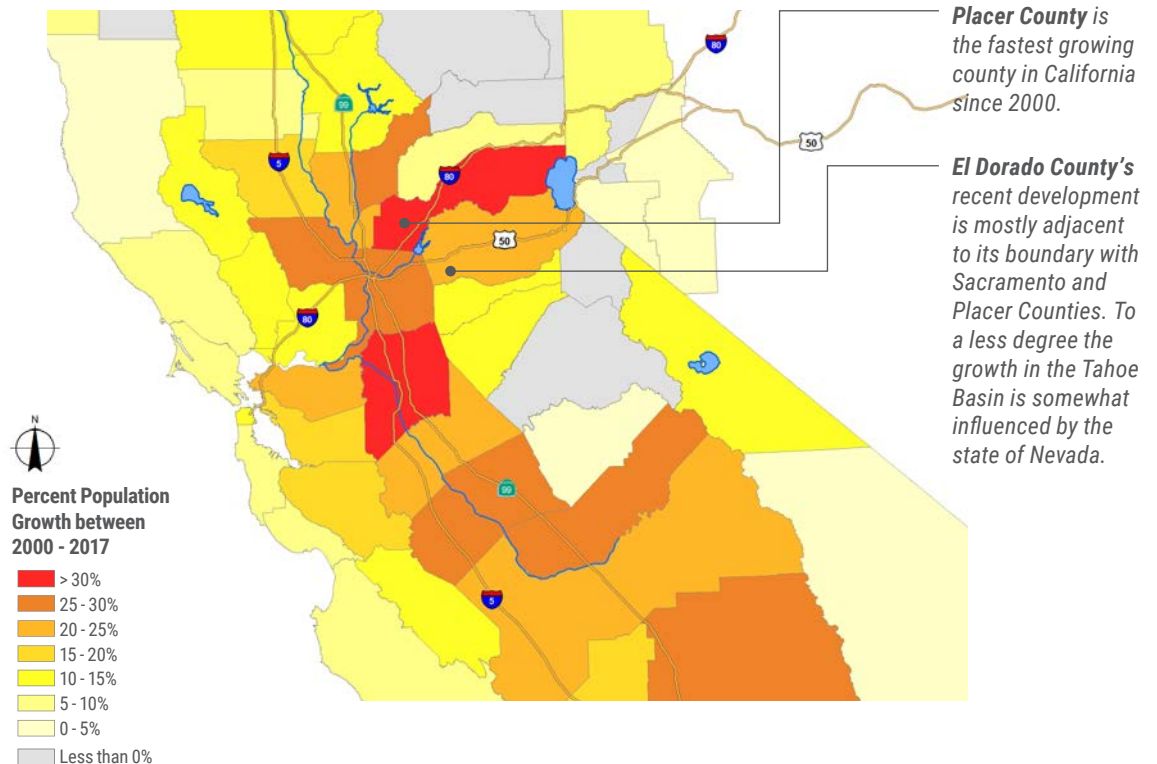 80
Placer County is
the fastest growing
county in California
since 2000.
99
50
5
80
El Dorado County's
recent development
is mostly adjacent
to its boundary with
Sacramento and
Placer Counties. To
a less degree the
growth in the Tahoe
Basin is somewhat
influenced by the
state of Nevada.
50
80
N
99
5
Percent Population
Growth between
2000 - 2017
> 30%
25 - 30%
20 - 25%
15 - 20%
10 - 15%
5 - 10%
0 - 5%
Less than 0%